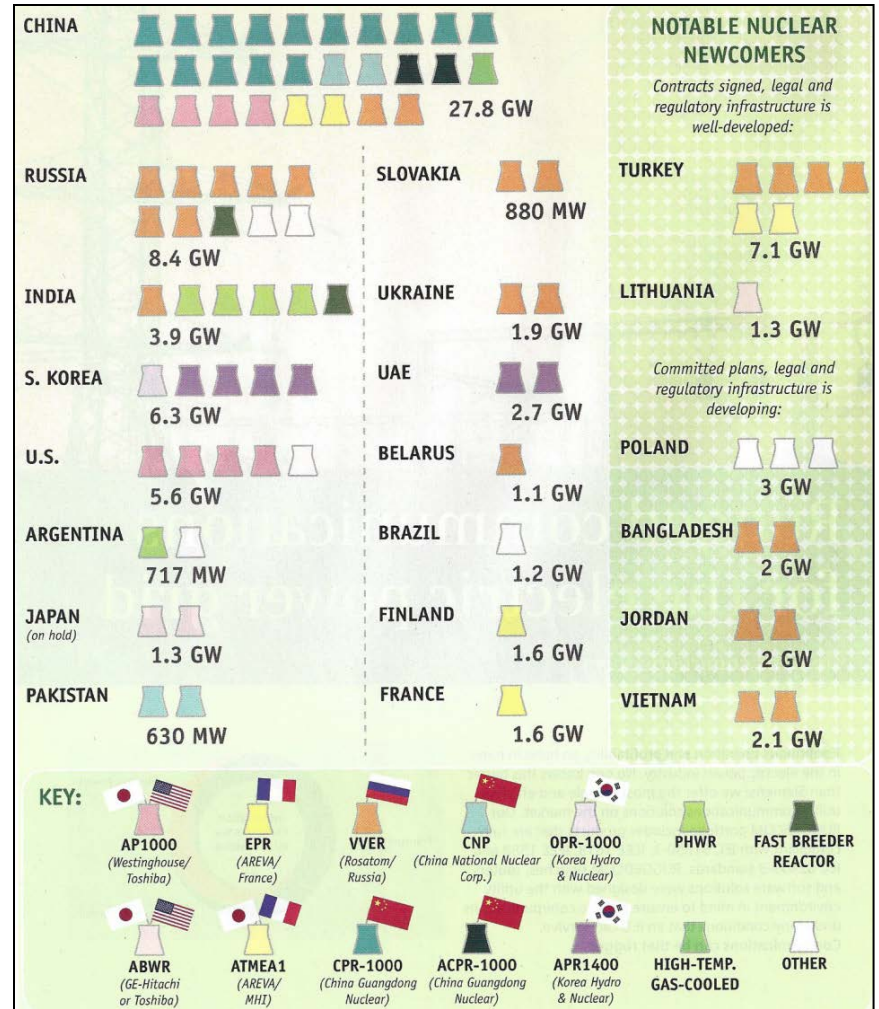 CHINA
27.8 GW
RUSSIA
8.4 GW
INDIA
3.9 GW
S. KOREA
6.3 GW
U.S.
5.6 GW
ARGENTINA
717 MW
JAPAN
(on hold)
1.3 GW
PAKISTAN
630 MW
SLOVAKIA
880 MW
UKRAINE
1.9 GW
UAE
2.7 GW
BELARUS
1.1 GW
BRAZIL
1.2 GW
FINLAND
1.6 GW
FRANCE
1.6 GW
NOTABLE NUCLEAR
NEWCOMERS
Contracts signed, legal and
regulatory infrastructure is
well-developed:
TURKEY
7.1 GW
LITHUANIA
1.3 GW
Committed plans, legal and
regulatory infrastructure is
developing:
POLAND
3 GW
BANGLADESH
2 GW
JORDAN
2 GW
VIETNAM
2.1 GW
KEY:
AP1000
(Westinghouse/
Toshiba)
EPR
(AREVA/
France)
VVER
(Rosatom/
Russia)
CNP
(China National Nuclear
Corp.)
OPR-1000
(Korea Hydro
& Nuclear)
PHWR
FAST BREEDER
REACTOR
ABWR
(GE-Hitachi
or Toshiba)
ATMEA1
(AREVA/
MHI)
CPR-1000
(China Guangdong
Nuclear)
ACPR-1000
(China Guangdong
Nuclear)
APR1400
(Korea Hydro
& Nuclear)
HIGH-TEMP.
GAS-COOLED
OTHER